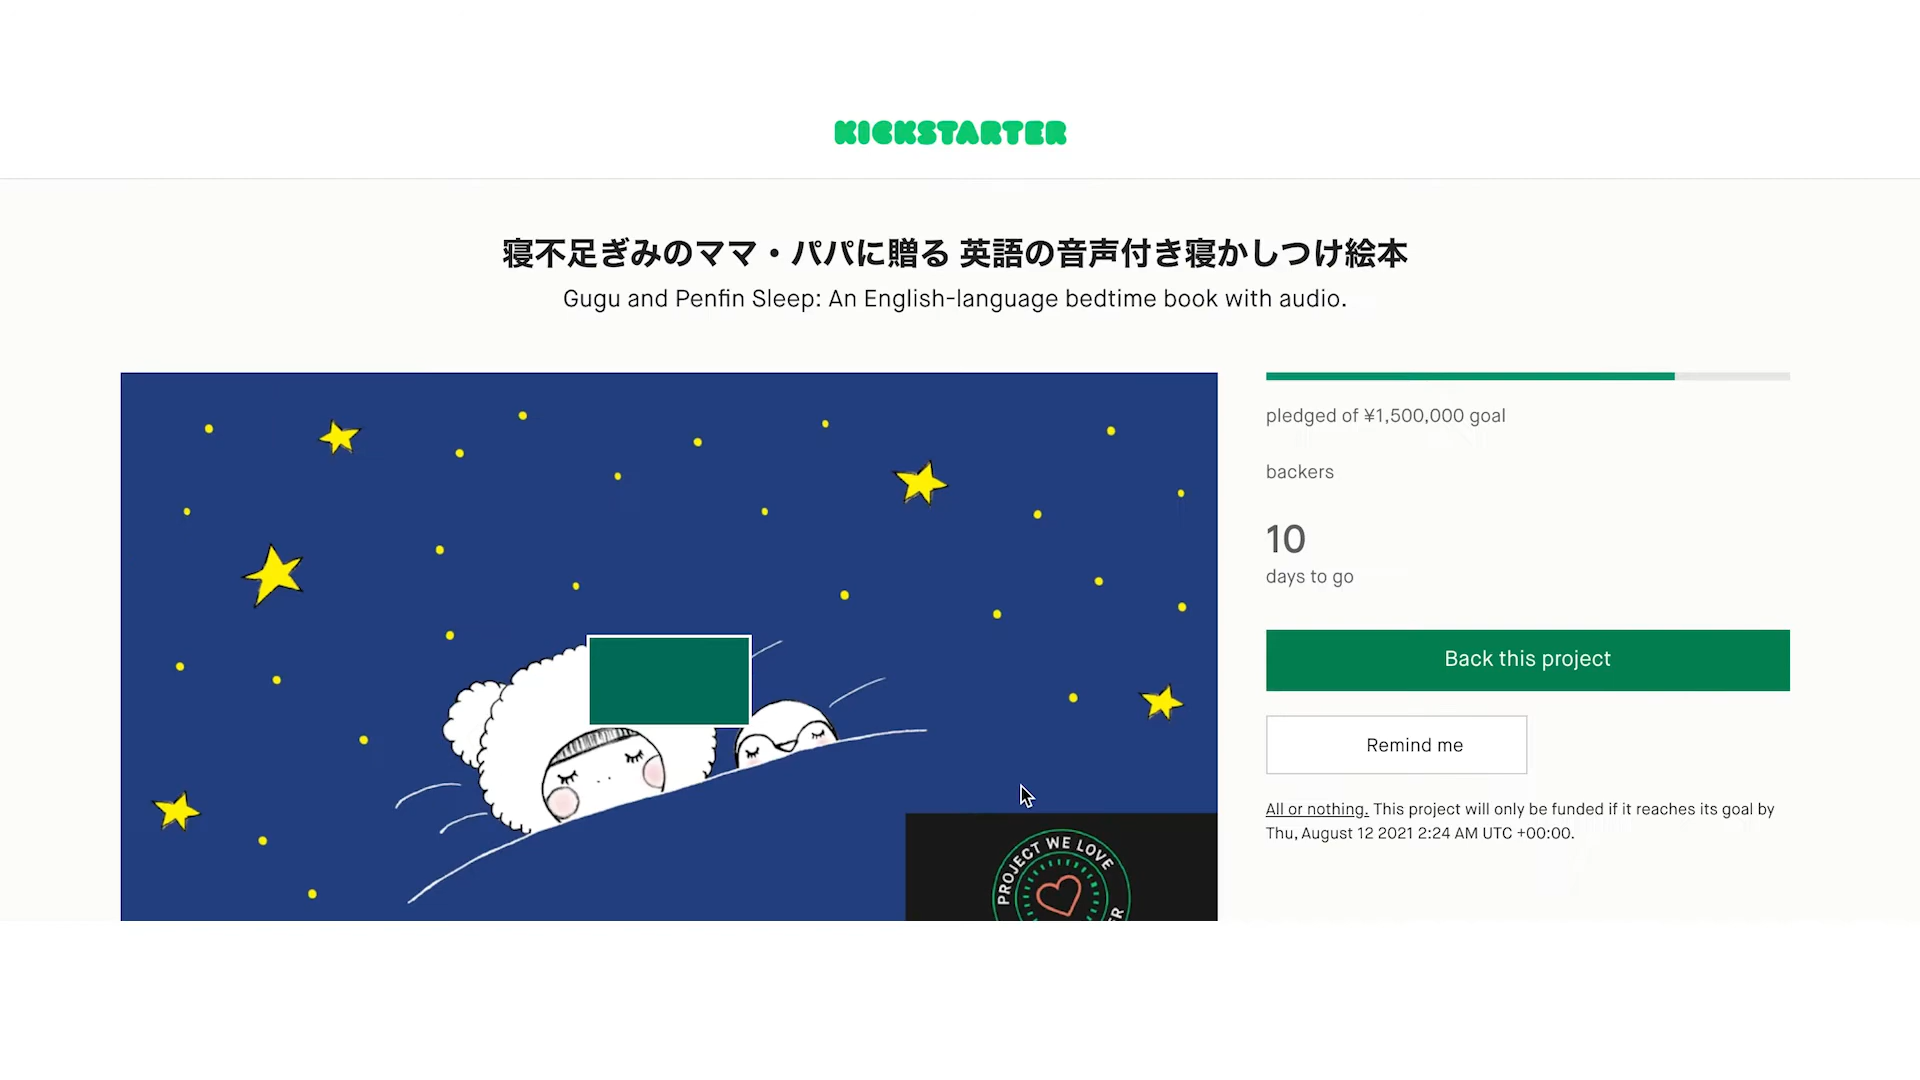 KICKSTARTER
寝不足ぎみのママ・パパに贈る 英語の音声付き寝かしつけ絵本
Gugu and Penfin Sleep: An English-language bedtime book with audio.
pledged of ¥1,500,000 goal
backers
10
days to go
Back this project
Remind me
All or nothing. This project will only be funded if it reaches its goal by
Thu, August 12 2021 2:24 AM UTC +00:00.
PROJECT WE LOVE